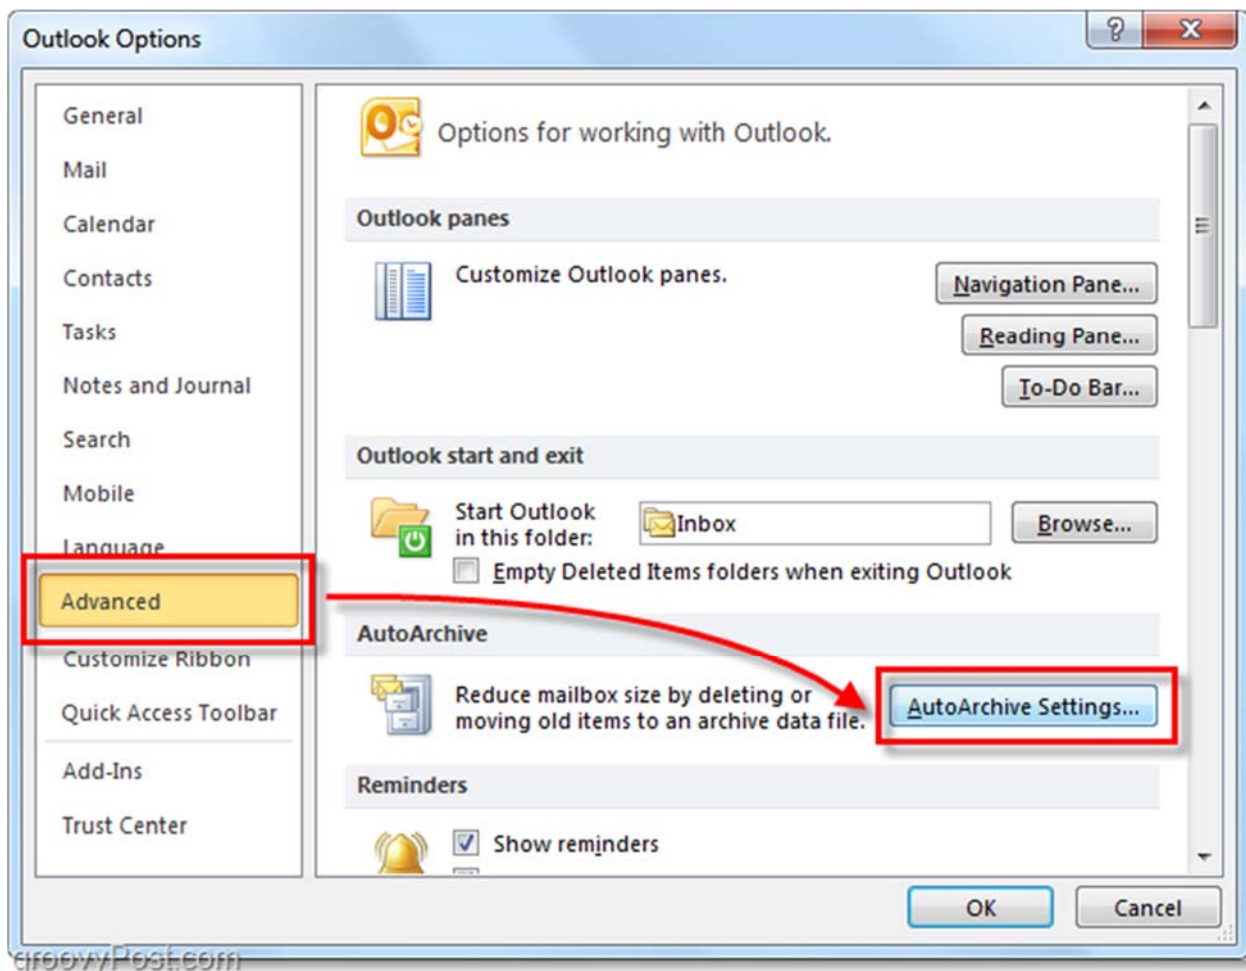 Outlook Options
General
Mail
Calendar
Contacts
Tasks
Notes and Journal
Search
Mobile
Language
Advanced
Customize Ribbon
Quick Access Toolbar
Add-Ins
Trust Center
Options for working with Outlook.
Outlook panes
Customize Outlook panes.
Navigation Pane...
Reading Pane...
To-Do Bar...
Outlook start and exit
Start Outlook
in this folder:
Inbox
Browse...
Empty Deleted Items folders when exiting Outlook
AutoArchive
Reduce mailbox size by deleting or
moving old items to an archive data file.
AutoArchive Settings...
Reminders
Show reminders
OK
Cancel
groovyPost.com